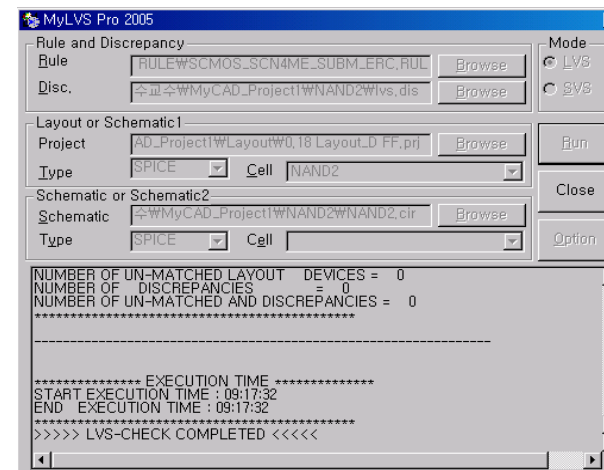 MyLVS Pro 2005
Rule and Discrepancy
Mode
Rule RULE₩SCMOS_SCN4ME_SUBM_ERC,RUL Browse
LVS
Disc, 수교수₩MyCAD_Project1₩NAND2₩lvs,dis Browse
SVS
Layout or Schematic1
Project AD_Project1₩Layout₩0,18 Layout_D FF,prj Browse
Run
Type SPICE Cell NAND2
Close
Schematic or Schematic2
Schematic 수₩MyCAD_Project1₩NAND2₩NAND2,cir Browse
Type SPICE Cell
Option
NUMBER OF UN-MATCHED LAYOUT DEVICES = 0
NUMBER OF DISCREPANCIES = 0
NUMBER OF UN-MATCHED AND DISCREPANCIES = 0
*********************************************
-----------------------------------------------------------------
*************** EXECUTION TIME **************
START EXECUTION TIME : 09:17:32
END EXECUTION TIME : 09:17:32
*********************************************
>>>>> LVS-CHECK COMPLETED <<<<<